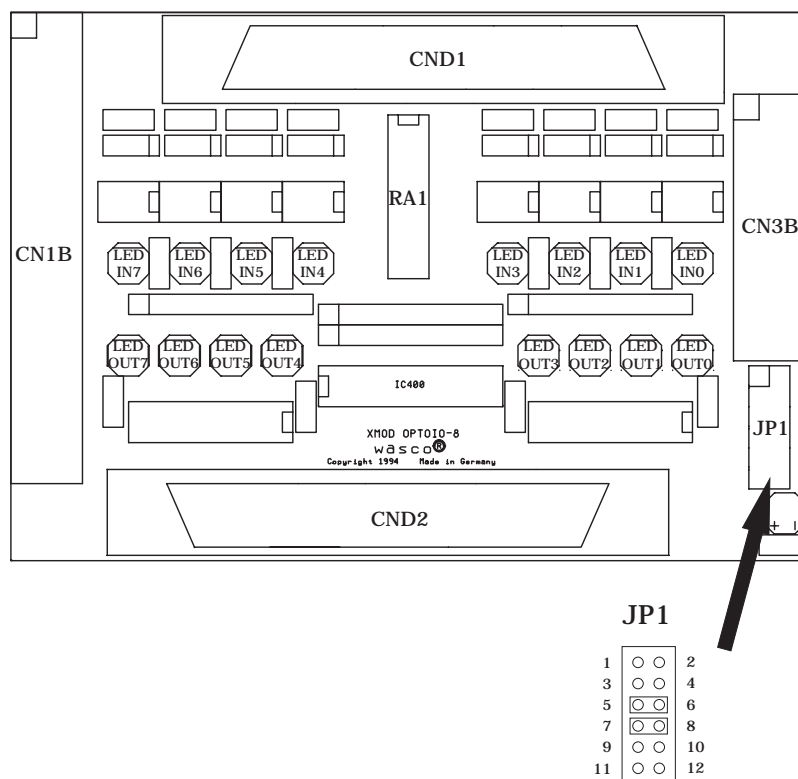 CND1
RA1
CN1B
CN3B
LED IN7
LED IN6
LED IN5
LED IN4
LED IN3
LED IN2
LED IN1
LED IN0
LED OUT7
LED OUT6
LED OUT5
LED OUT4
LED OUT3
LED OUT2
LED OUT1
LED OUT0
IC400
JP1
XMOD OPTOIO-8
wasco®
Copyright 1994 Made in Germany
CND2
+ -
JP1
1 2
3 4
5 6
7 8
9 10
11 12